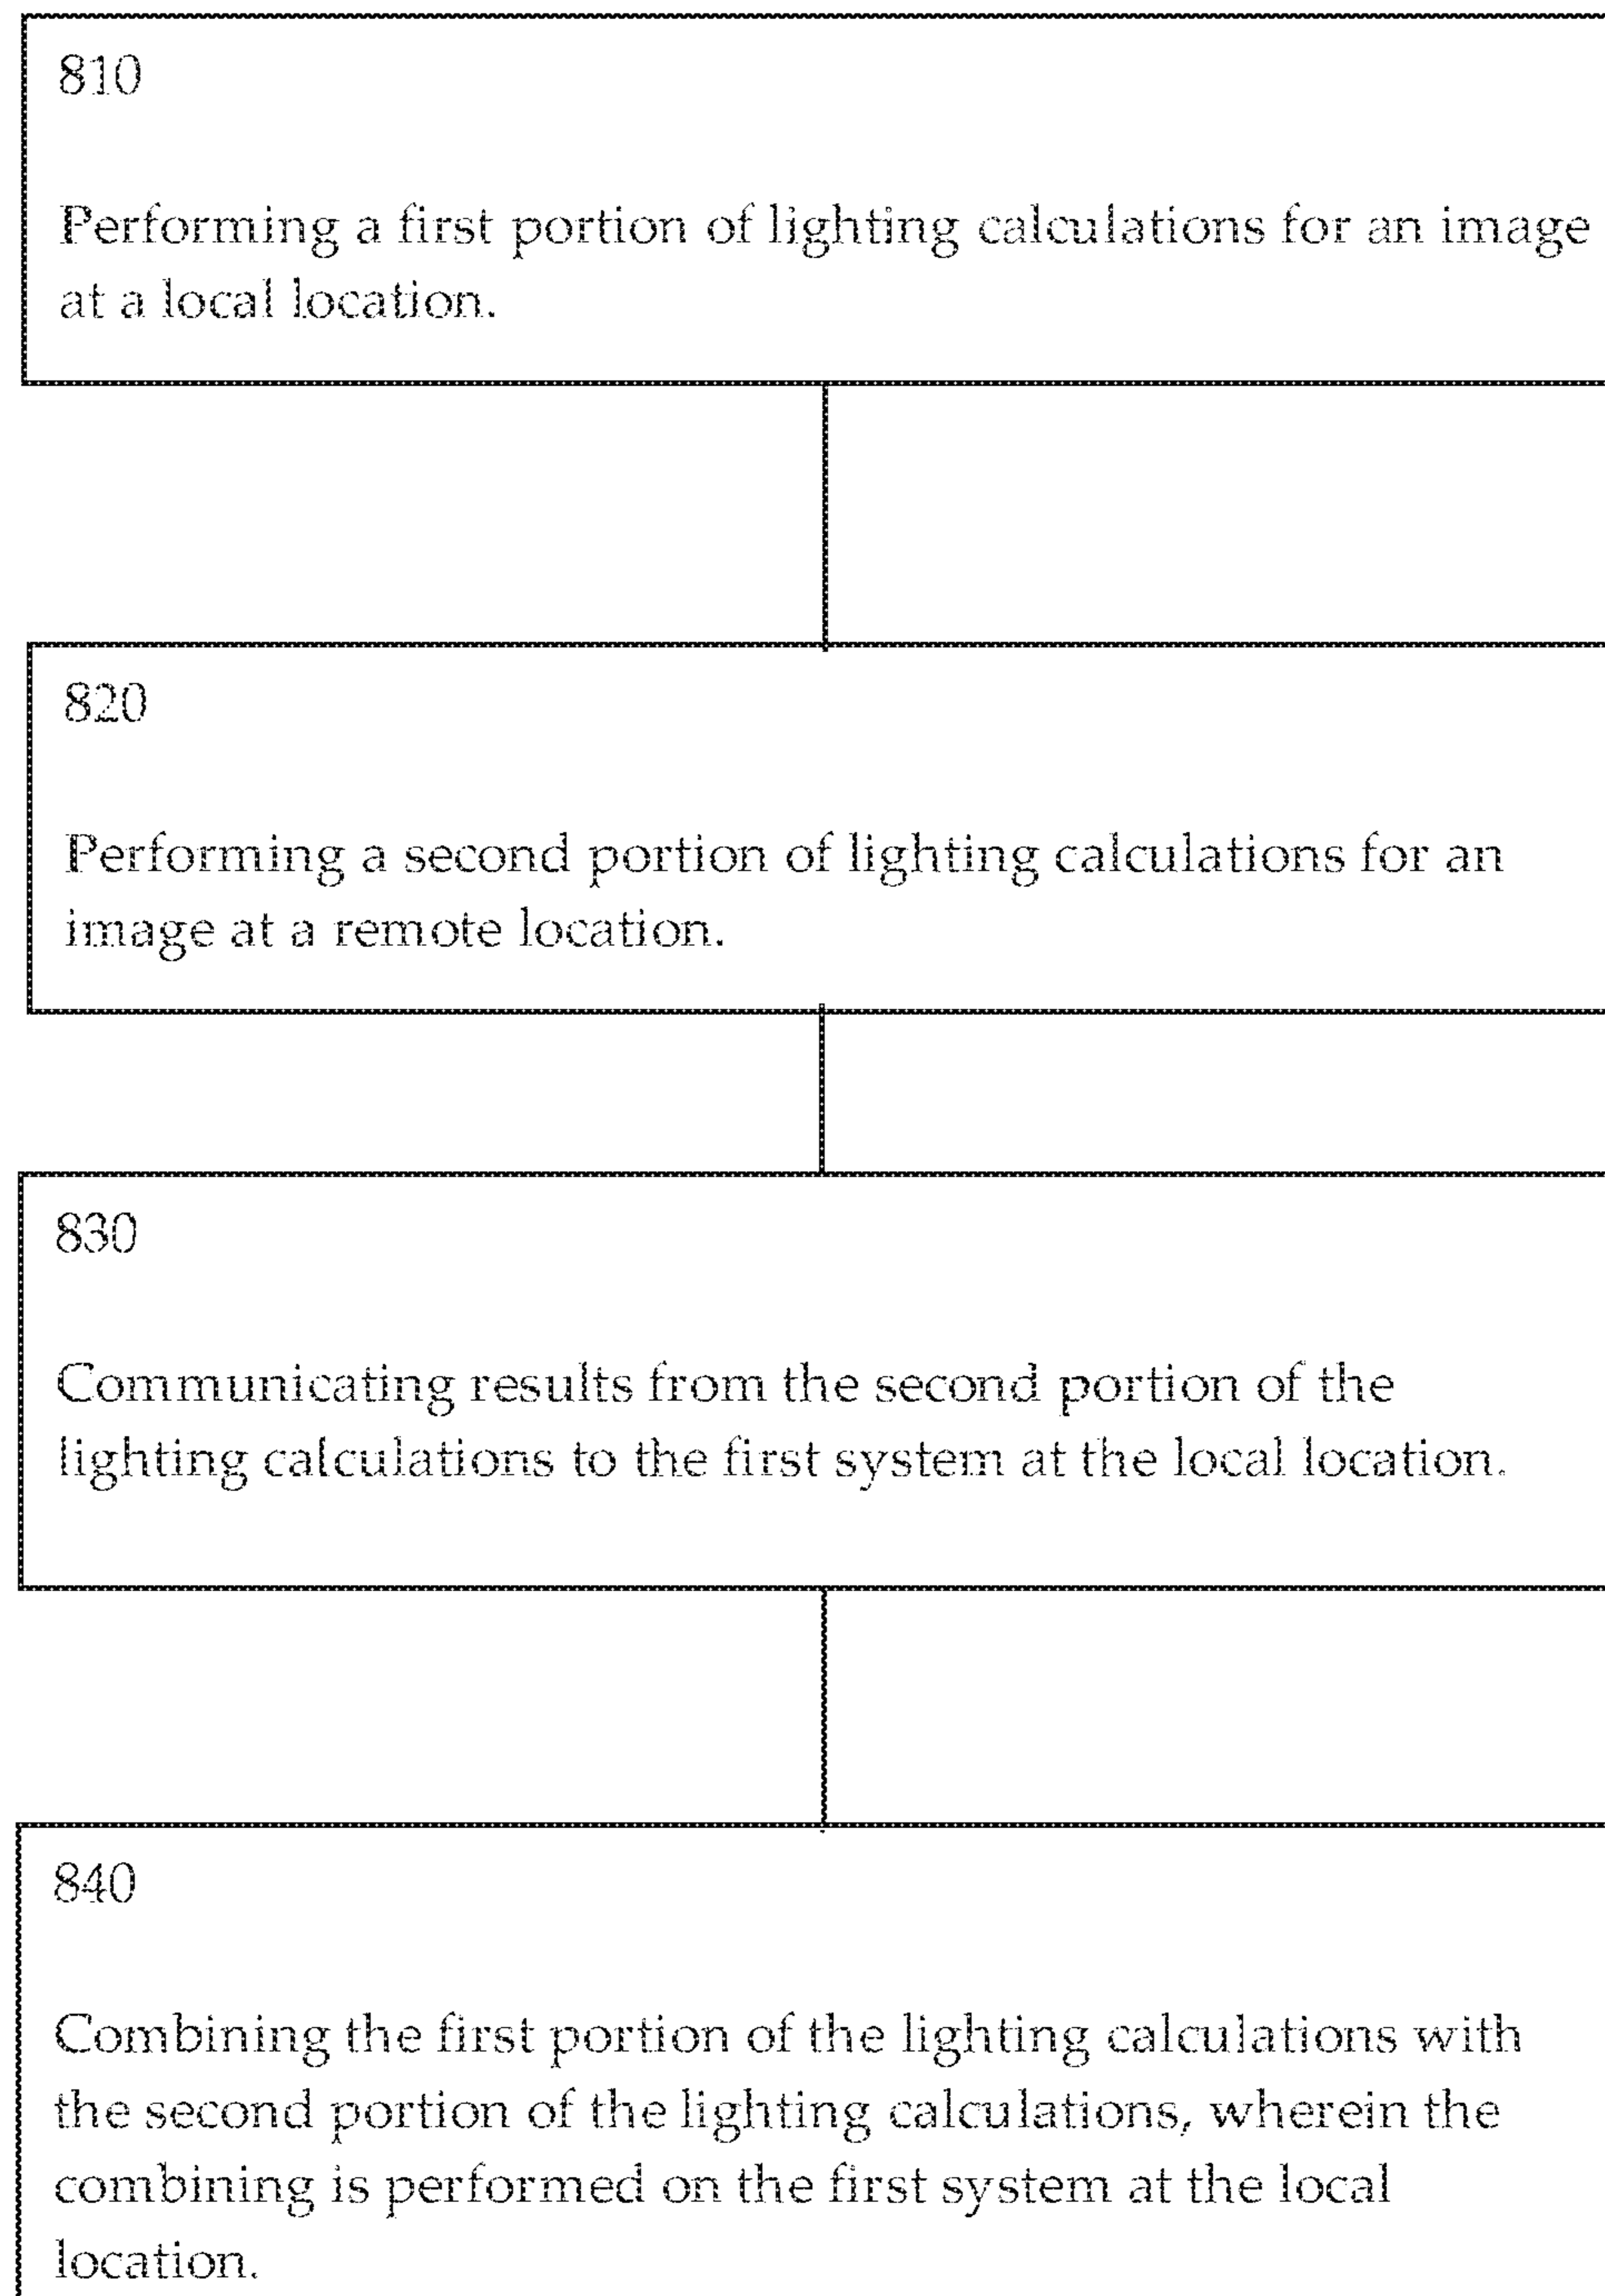 810
Performing a first portion of lighting calculations for an image
at a local location.
820
Performing a second portion of lighting calculations for an
image at a remote location.
830
Communicating results from the second portion of the
lighting calculations to the first system at the local location.
840
Combining the first portion of the lighting calculations with
the second portion of the lighting calculations, wherein the
combining is performed on the first system at the local
location.